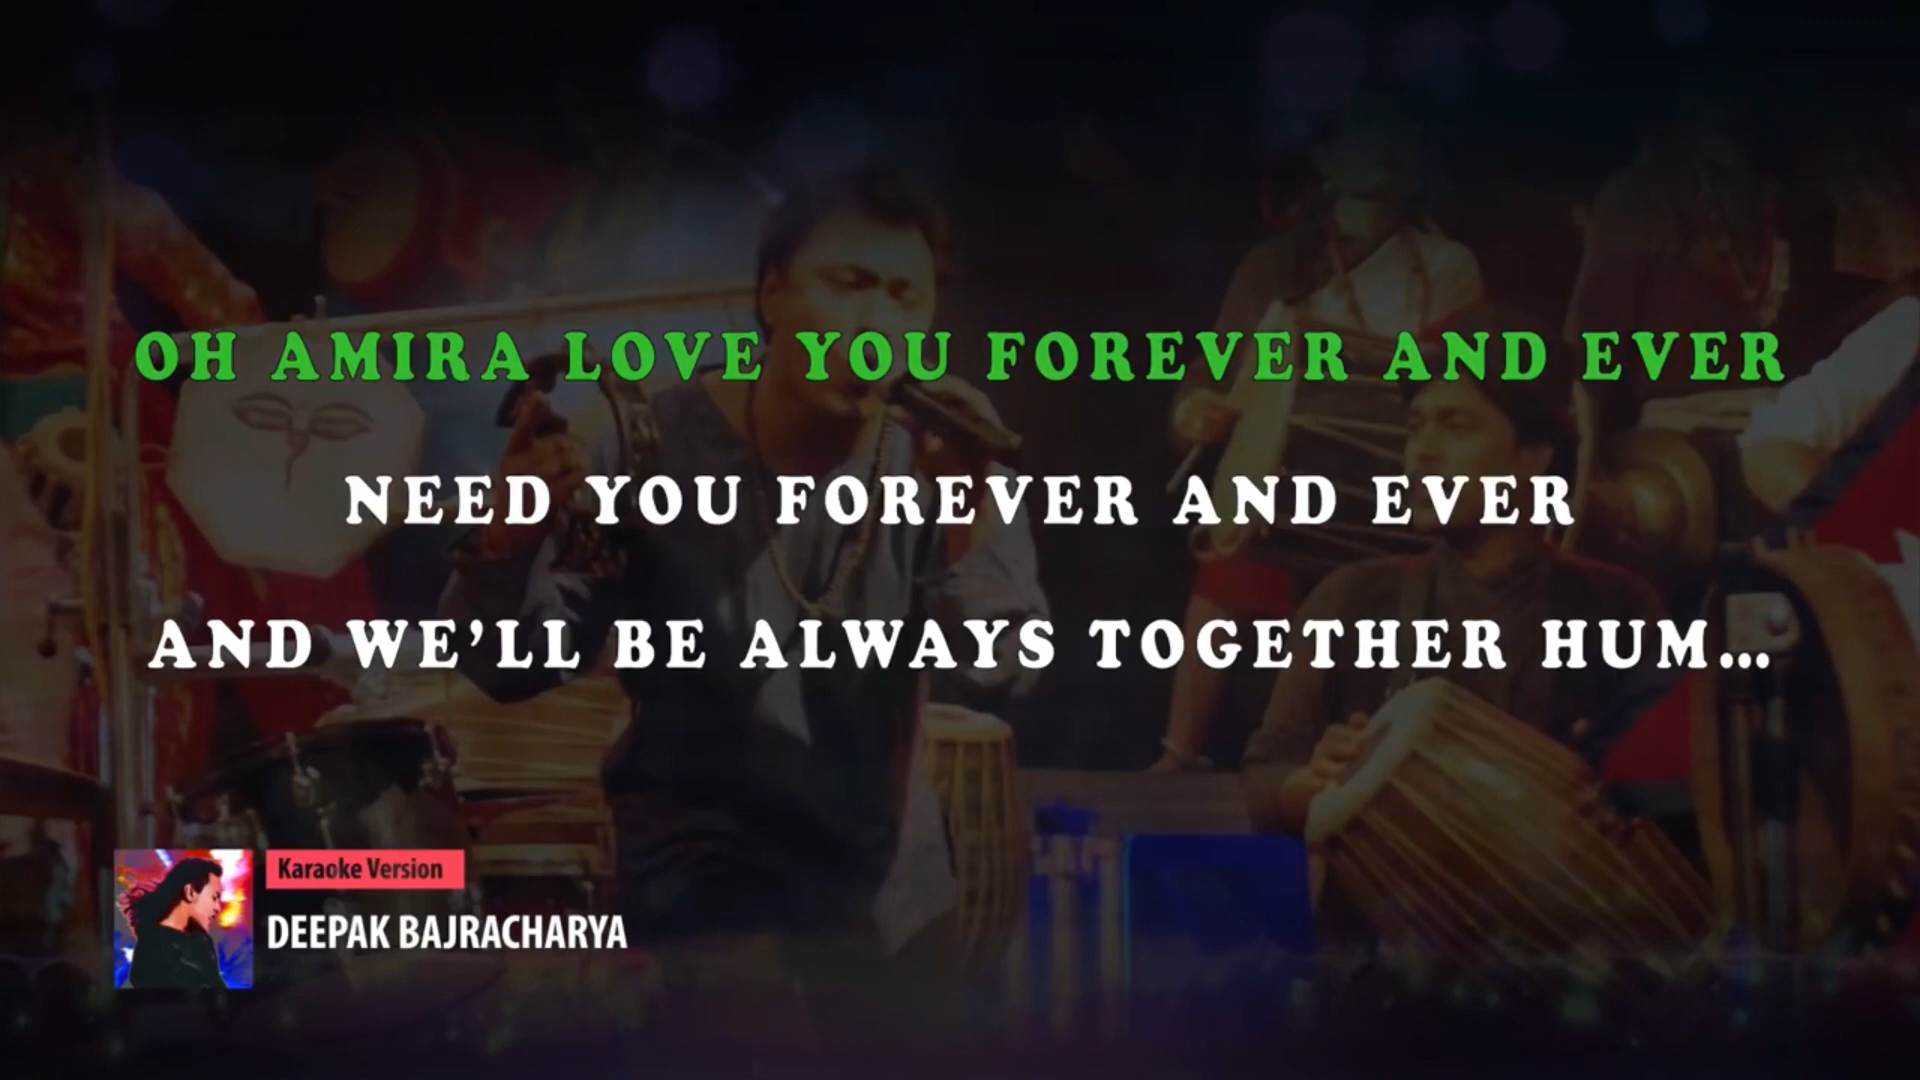 OH AMIRA LOVE YOU FOREVER AND EVER
NEED YOU FOREVER AND EVER
AND WE’LL BE ALWAYS TOGETHER HUM...
Karaoke Version
DEEPAK BAJRACHARYA